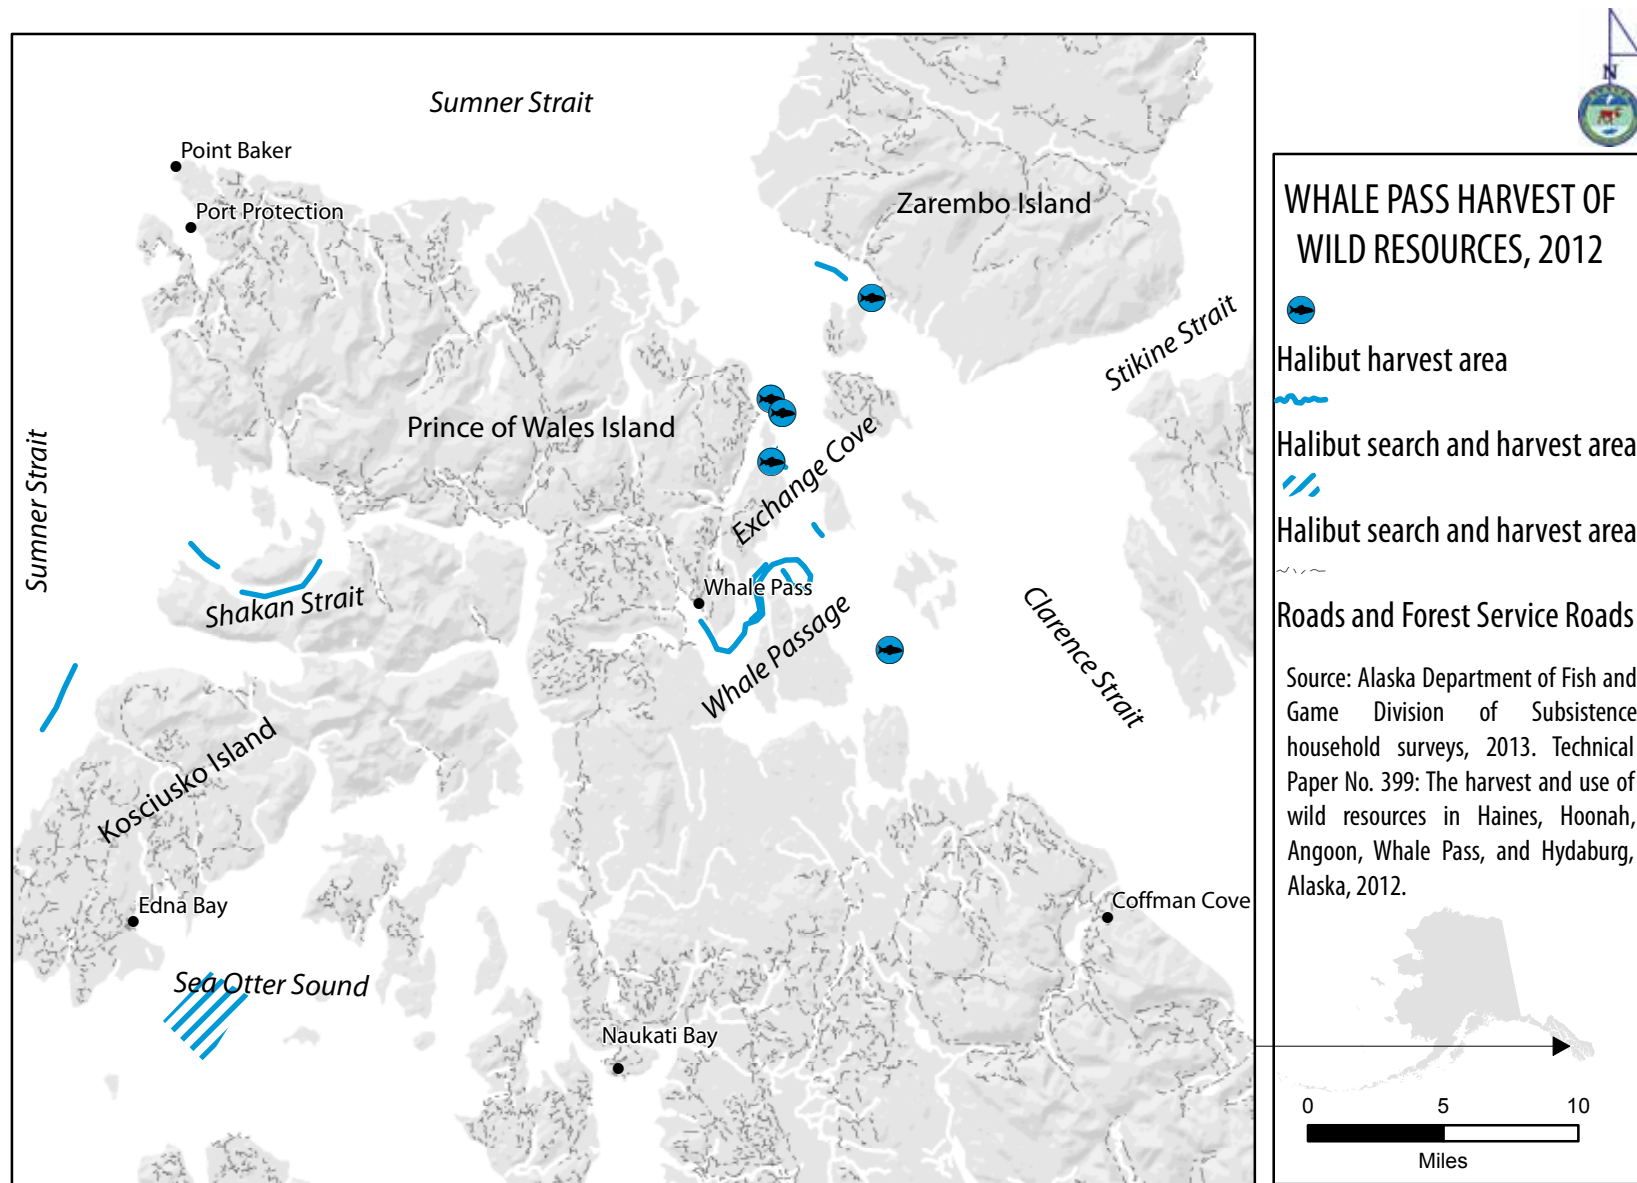 Sumner Strait
Point Baker
Port Protection
Zarembo Island
Stikine Strait
Prince of Wales Island
Exchange Cove
Sumner Strait
Whale Pass
Shakan Strait
Whale Passage
Clarence Strait
Kosciusko Island
Edna Bay
Coffman Cove
Sea Otter Sound
Naukati Bay
N
WHALE PASS HARVEST OF
WILD RESOURCES, 2012
Halibut harvest area
Halibut search and harvest area
Halibut search and harvest area
Roads and Forest Service Roads
Source: Alaska Department of Fish and
Game Division of Subsistence
household surveys, 2013. Technical
Paper No. 399: The harvest and use of
wild resources in Haines, Hoonah,
Angoon, Whale Pass, and Hydaburg,
Alaska, 2012.
0 5 10
Miles